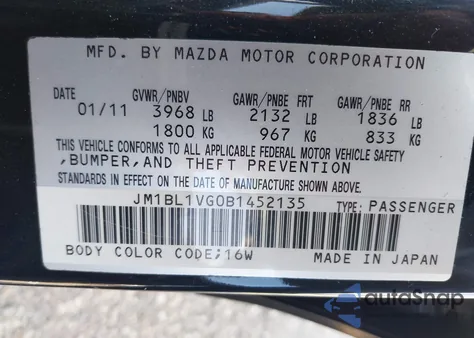 MFD. BY MAZDA MOTOR CORPORATION
DATE GVWR/PNBV GAWR/PNBE FRT GAWR/PNBE RR
01/11 3968 LB 2132 LB 1836 LB
1800 KG 967 KG 833 KG
THIS VEHICLE CONFORMS TO ALL APPLICABLE FEDERAL MOTOR VEHICLE SAFETY
,BUMPER,AND THEFT PREVENTION
STANDARDS IN EFFECT ON THE DATE OF MANUFACTURE SHOWN ABOVE.
JM1BL1VG0B1452135 TYPE: PASSENGER
BODY COLOR CODE;16W MADE IN JAPAN
autoSnap